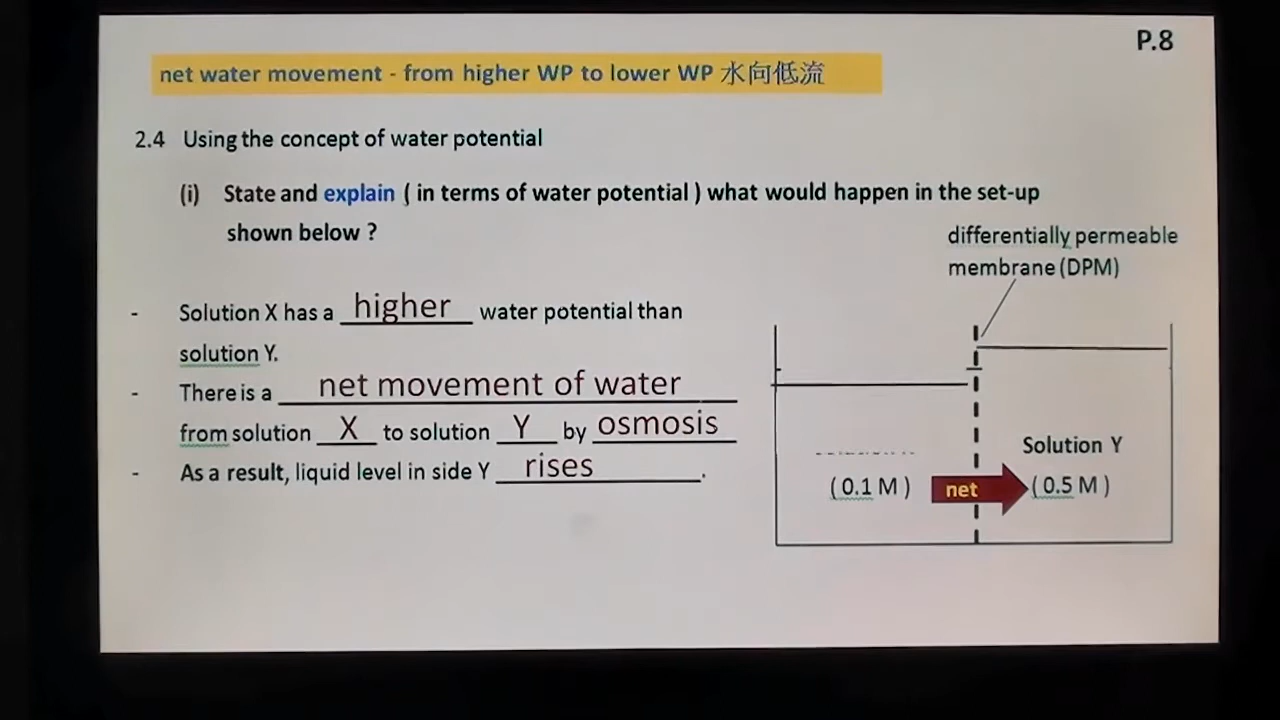 P.8
net water movement - from higher WP to lower WP 水向低流
2.4 Using the concept of water potential
(i) State and explain ( in terms of water potential ) what would happen in the set-up
shown below ?
differentially permeable
membrane (DPM)
- Solution X has a higher water potential than
solution Y.
- There is a net movement of water
from solution X to solution Y by osmosis
- As a result, liquid level in side Y rises .
Solution Y
( 0.1 M ) net ( 0.5 M )